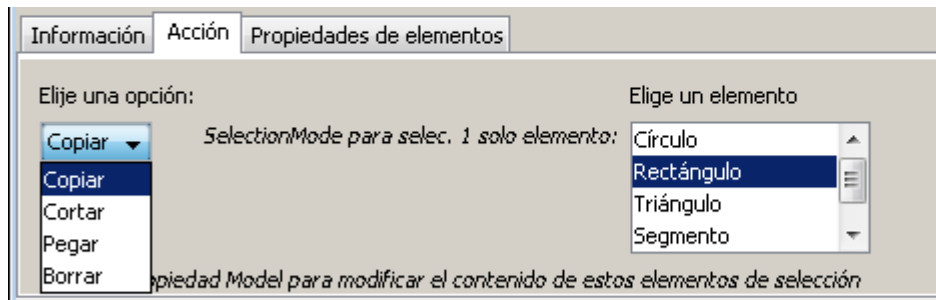 Información Acción Propiedades de elementos
Elije una opción: Elige un elemento
Copiar SelectionMode para selec. 1 solo elemento: Círculo
Copiar Rectángulo
Cortar Triángulo
Pegar Segmento
Borrar Model para modificar el contenido de estos elementos de selección